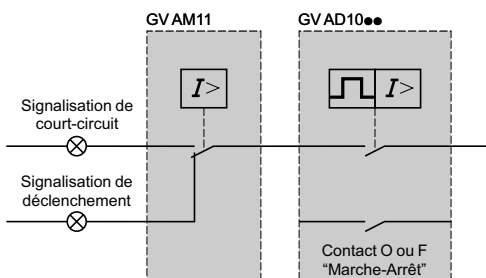 GV AM11
GV AD10●●
I>
I>
Signalisation de
court-circuit
Signalisation de
déclenchement
Contact O ou F
“Marche-Arrêt”